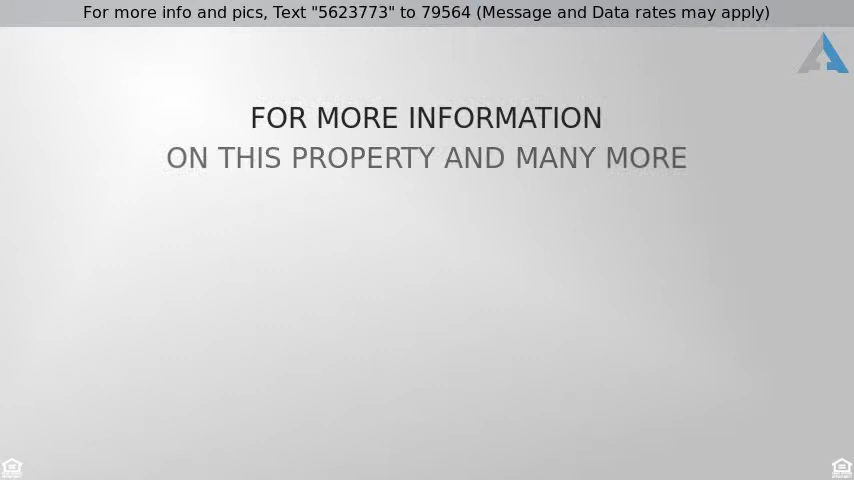 For more info and pics, Text "5623773" to 79564 (Message and Data rates may apply)
FOR MORE INFORMATION
ON THIS PROPERTY AND MANY MORE